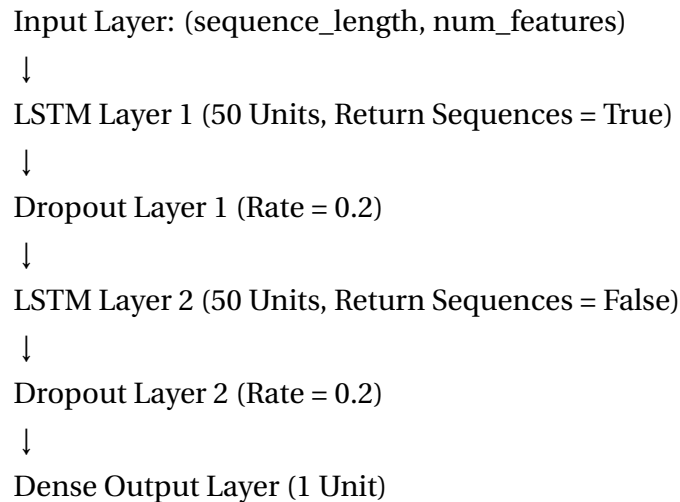 Input Layer: (sequence_length, num_features)
↓
LSTM Layer 1 (50 Units, Return Sequences = True)
↓
Dropout Layer 1 (Rate = 0.2)
↓
LSTM Layer 2 (50 Units, Return Sequences = False)
↓
Dropout Layer 2 (Rate = 0.2)
↓
Dense Output Layer (1 Unit)